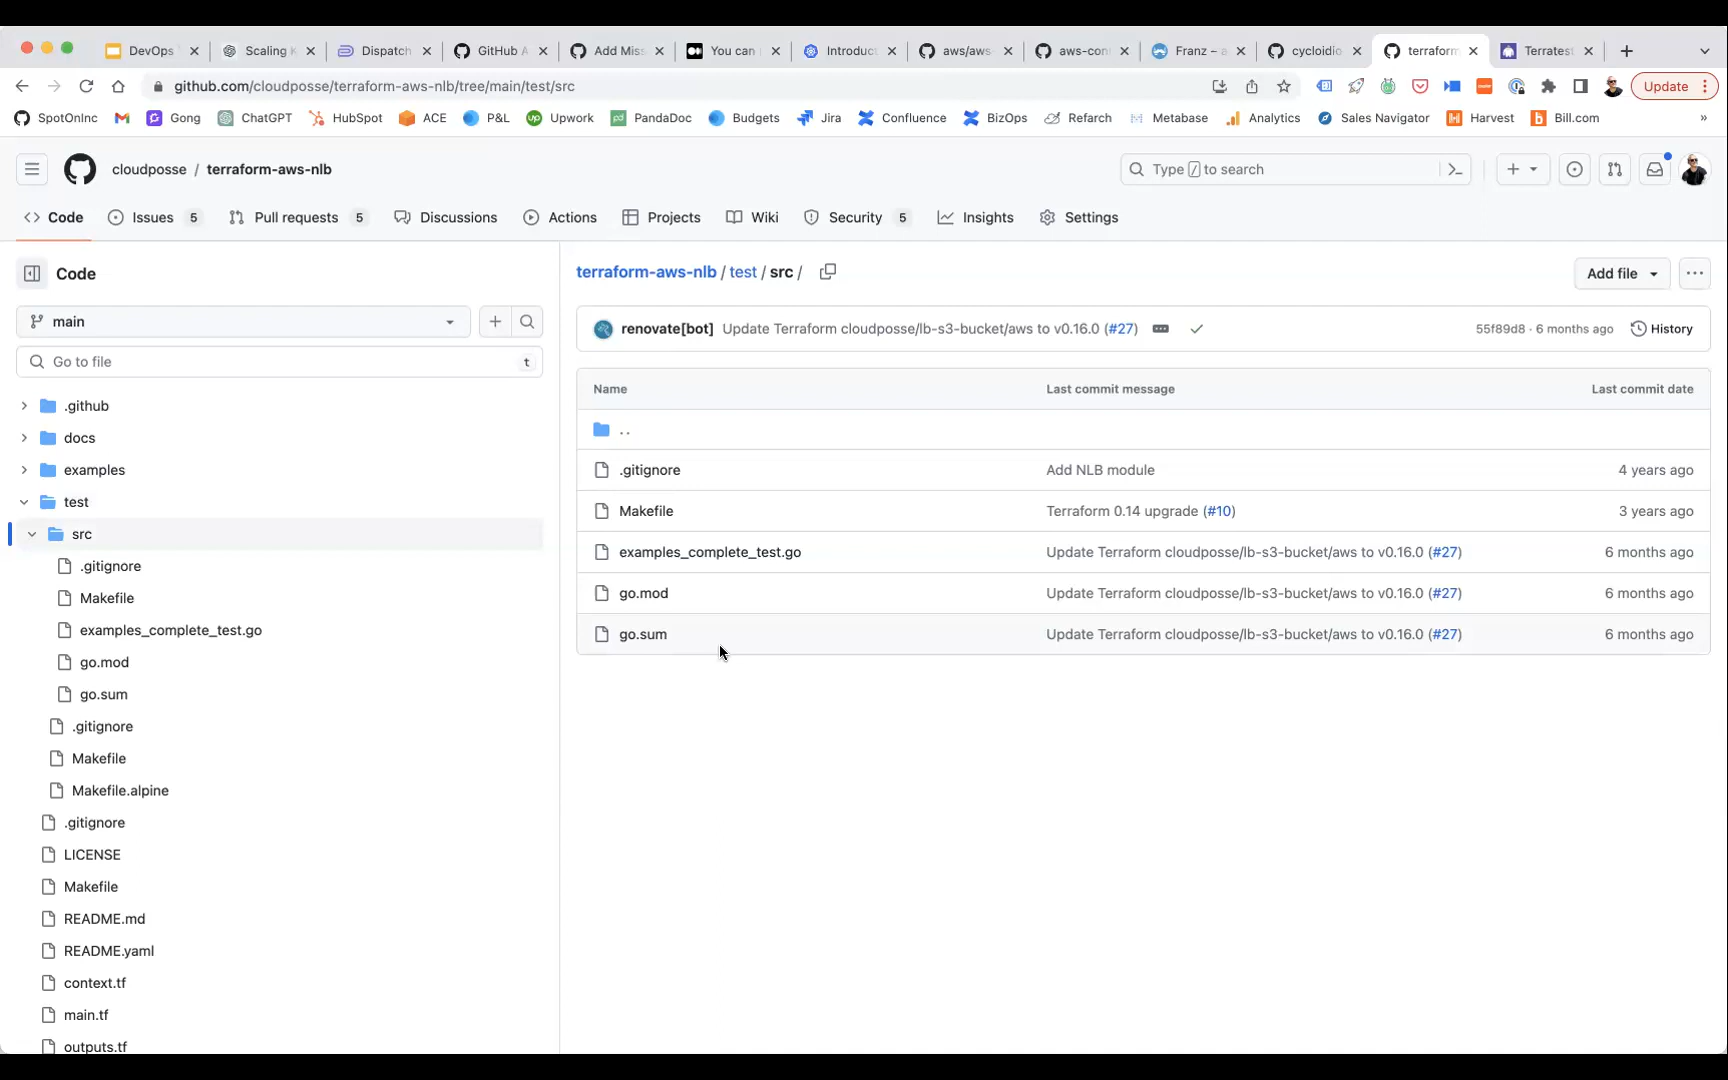 DevOps
Scaling K
Dispatch
GitHub A
Add Miss
You can
Introduc
aws/aws
aws-con
Franz – a
cycloidio
terraform
Terrates
github.com/cloudposse/terraform-aws-nlb/tree/main/test/src
Update
SpotOnInc
Gong
ChatGPT
HubSpot
ACE
P&L
Upwork
PandaDoc
Budgets
Jira
Confluence
BizOps
Refarch
Metabase
Analytics
Sales Navigator
Harvest
Bill.com
»
cloudposse / terraform-aws-nlb
Type / to search
Code
Issues 5
Pull requests 5
Discussions
Actions
Projects
Wiki
Security 5
Insights
Settings
Code
main
Go to file t
.github
docs
examples
test
src
.gitignore
Makefile
examples_complete_test.go
go.mod
go.sum
.gitignore
Makefile
Makefile.alpine
.gitignore
LICENSE
Makefile
README.md
README.yaml
context.tf
main.tf
outputs.tf
terraform-aws-nlb / test / src /
Add file
renovate[bot] Update Terraform cloudposse/lb-s3-bucket/aws to v0.16.0 (#27)
55f89d8 · 6 months ago
History
Name Last commit message Last commit date
..
.gitignore Add NLB module 4 years ago
Makefile Terraform 0.14 upgrade (#10) 3 years ago
examples_complete_test.go Update Terraform cloudposse/lb-s3-bucket/aws to v0.16.0 (#27) 6 months ago
go.mod Update Terraform cloudposse/lb-s3-bucket/aws to v0.16.0 (#27) 6 months ago
go.sum Update Terraform cloudposse/lb-s3-bucket/aws to v0.16.0 (#27) 6 months ago